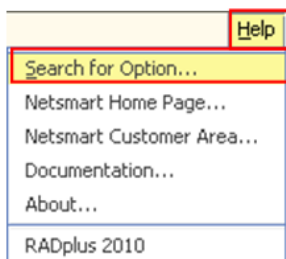 Help
Search for Option...
Netsmart Home Page...
Netsmart Customer Area...
Documentation...
About...
RADplus 2010